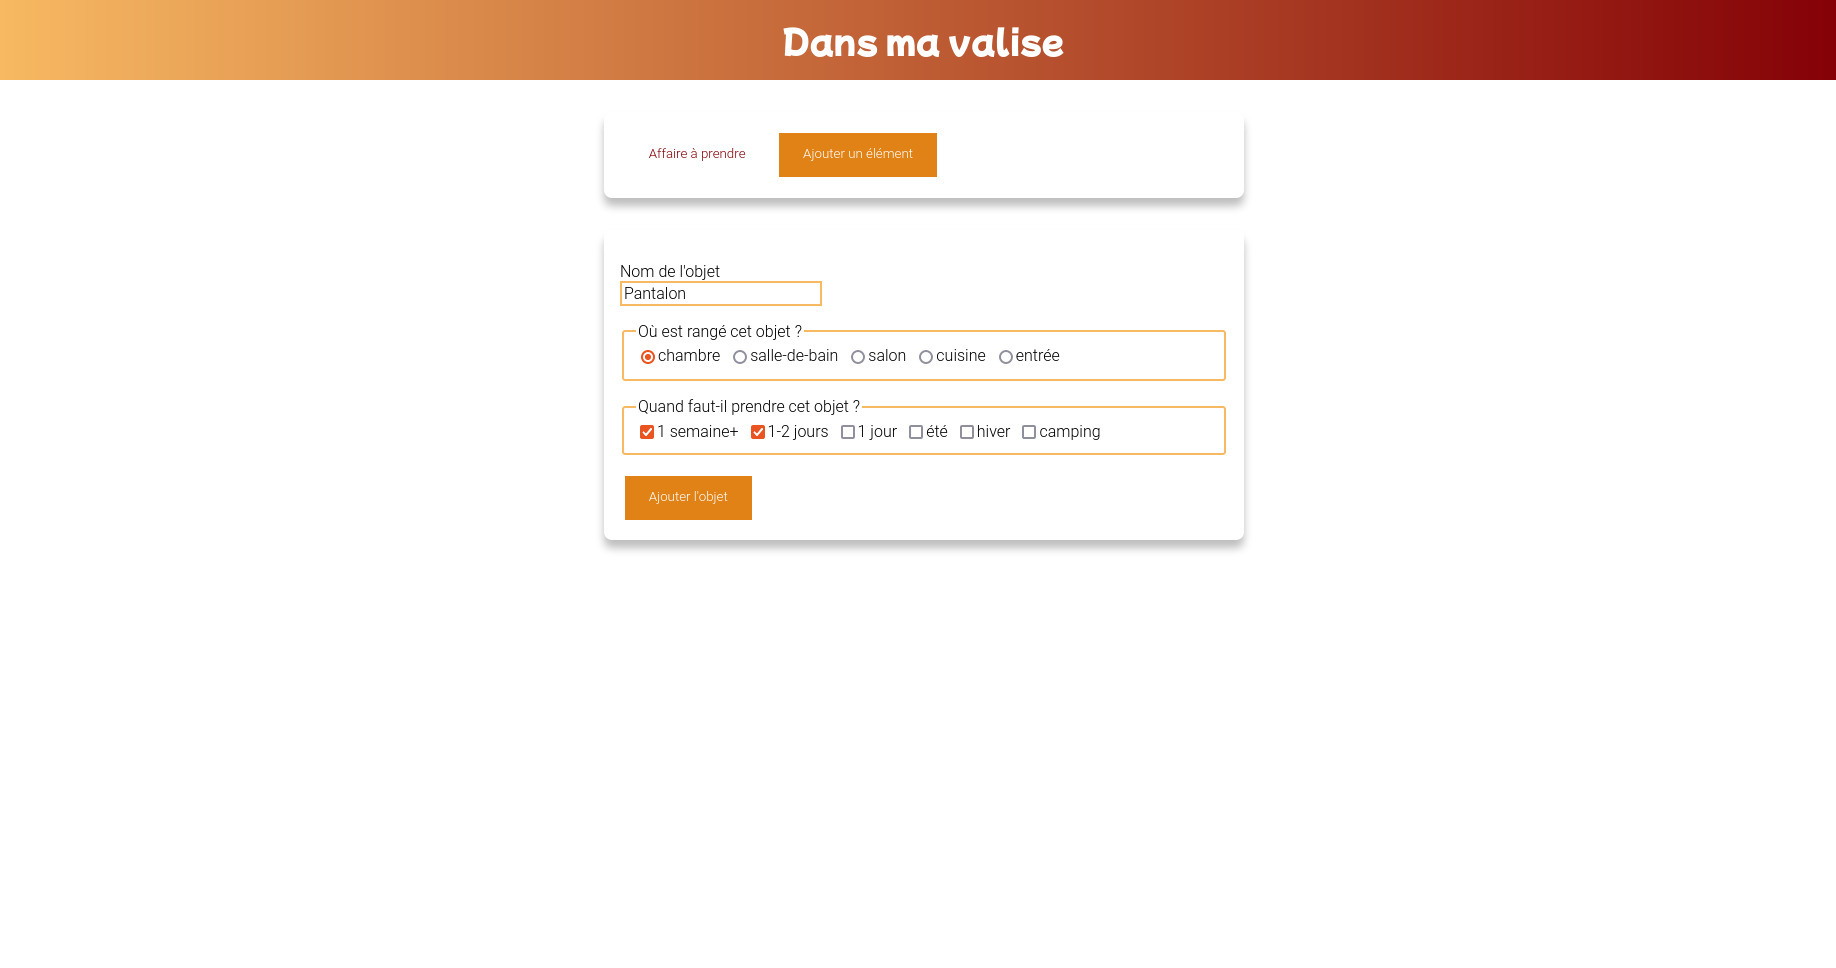 Dans ma valise
Affaire à prendre Ajouter un élément
Nom de l'objet
Pantalon
Où est rangé cet objet ?
chambre salle-de-bain salon cuisine entrée
Quand faut-il prendre cet objet ?
1 semaine+ 1-2 jours 1 jour été hiver camping
Ajouter l'objet